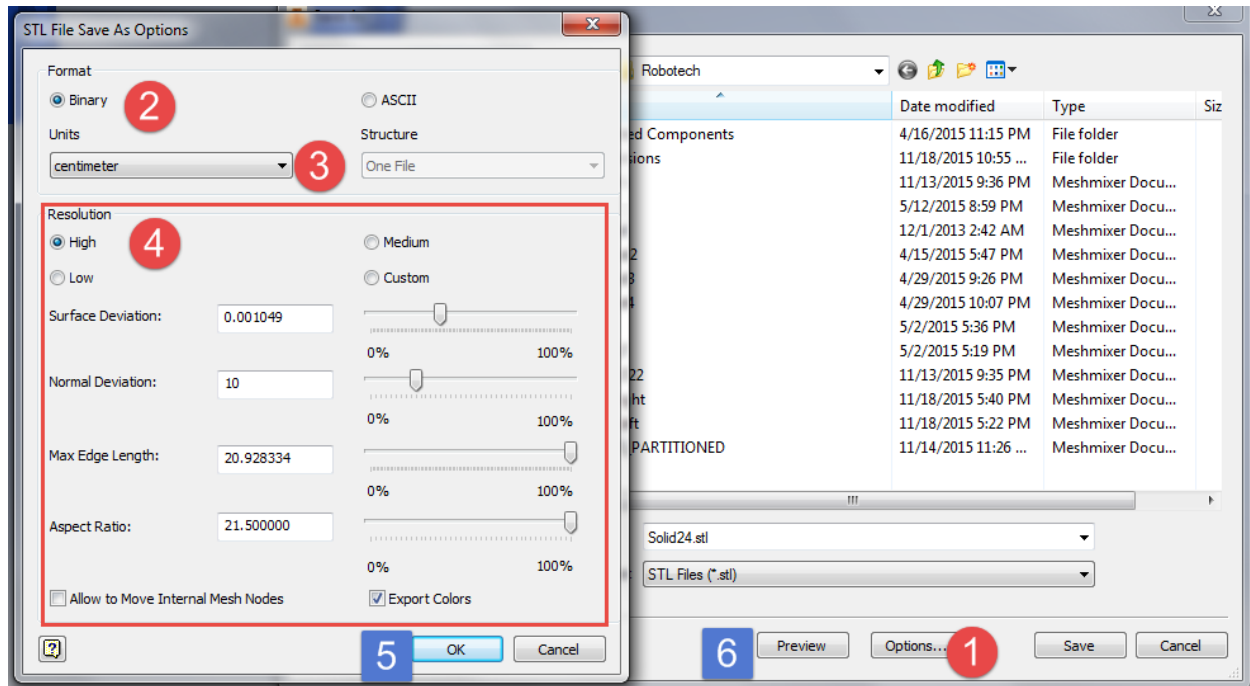 STL File Save As Options
Format
Binary
2
ASCII
Units
Structure
centimeter
3
One File
Resolution
High
4
Medium
Low
Custom
Surface Deviation:
0.001049
0%
100%
Normal Deviation:
10
0%
100%
Max Edge Length:
20.928334
0%
100%
Aspect Ratio:
21.500000
0%
100%
Allow to Move Internal Mesh Nodes
Export Colors
5
OK
Cancel
Robotech
Date modified
Type
Siz
ed Components
4/16/2015 11:15 PM
File folder
sions
11/18/2015 10:55 ...
File folder
11/13/2015 9:36 PM
Meshmixer Docu...
5/12/2015 8:59 PM
Meshmixer Docu...
12/1/2013 2:42 AM
Meshmixer Docu...
2
4/15/2015 5:47 PM
Meshmixer Docu...
3
4/29/2015 9:26 PM
Meshmixer Docu...
4
4/29/2015 10:07 PM
Meshmixer Docu...
5/2/2015 5:36 PM
Meshmixer Docu...
5/2/2015 5:19 PM
Meshmixer Docu...
22
11/13/2015 9:35 PM
Meshmixer Docu...
ht
11/18/2015 5:40 PM
Meshmixer Docu...
ft
11/18/2015 5:22 PM
Meshmixer Docu...
_PARTITIONED
11/14/2015 11:26 ...
Meshmixer Docu...
Solid24.stl
STL Files (*.stl)
6
Preview
Options...
1
Save
Cancel